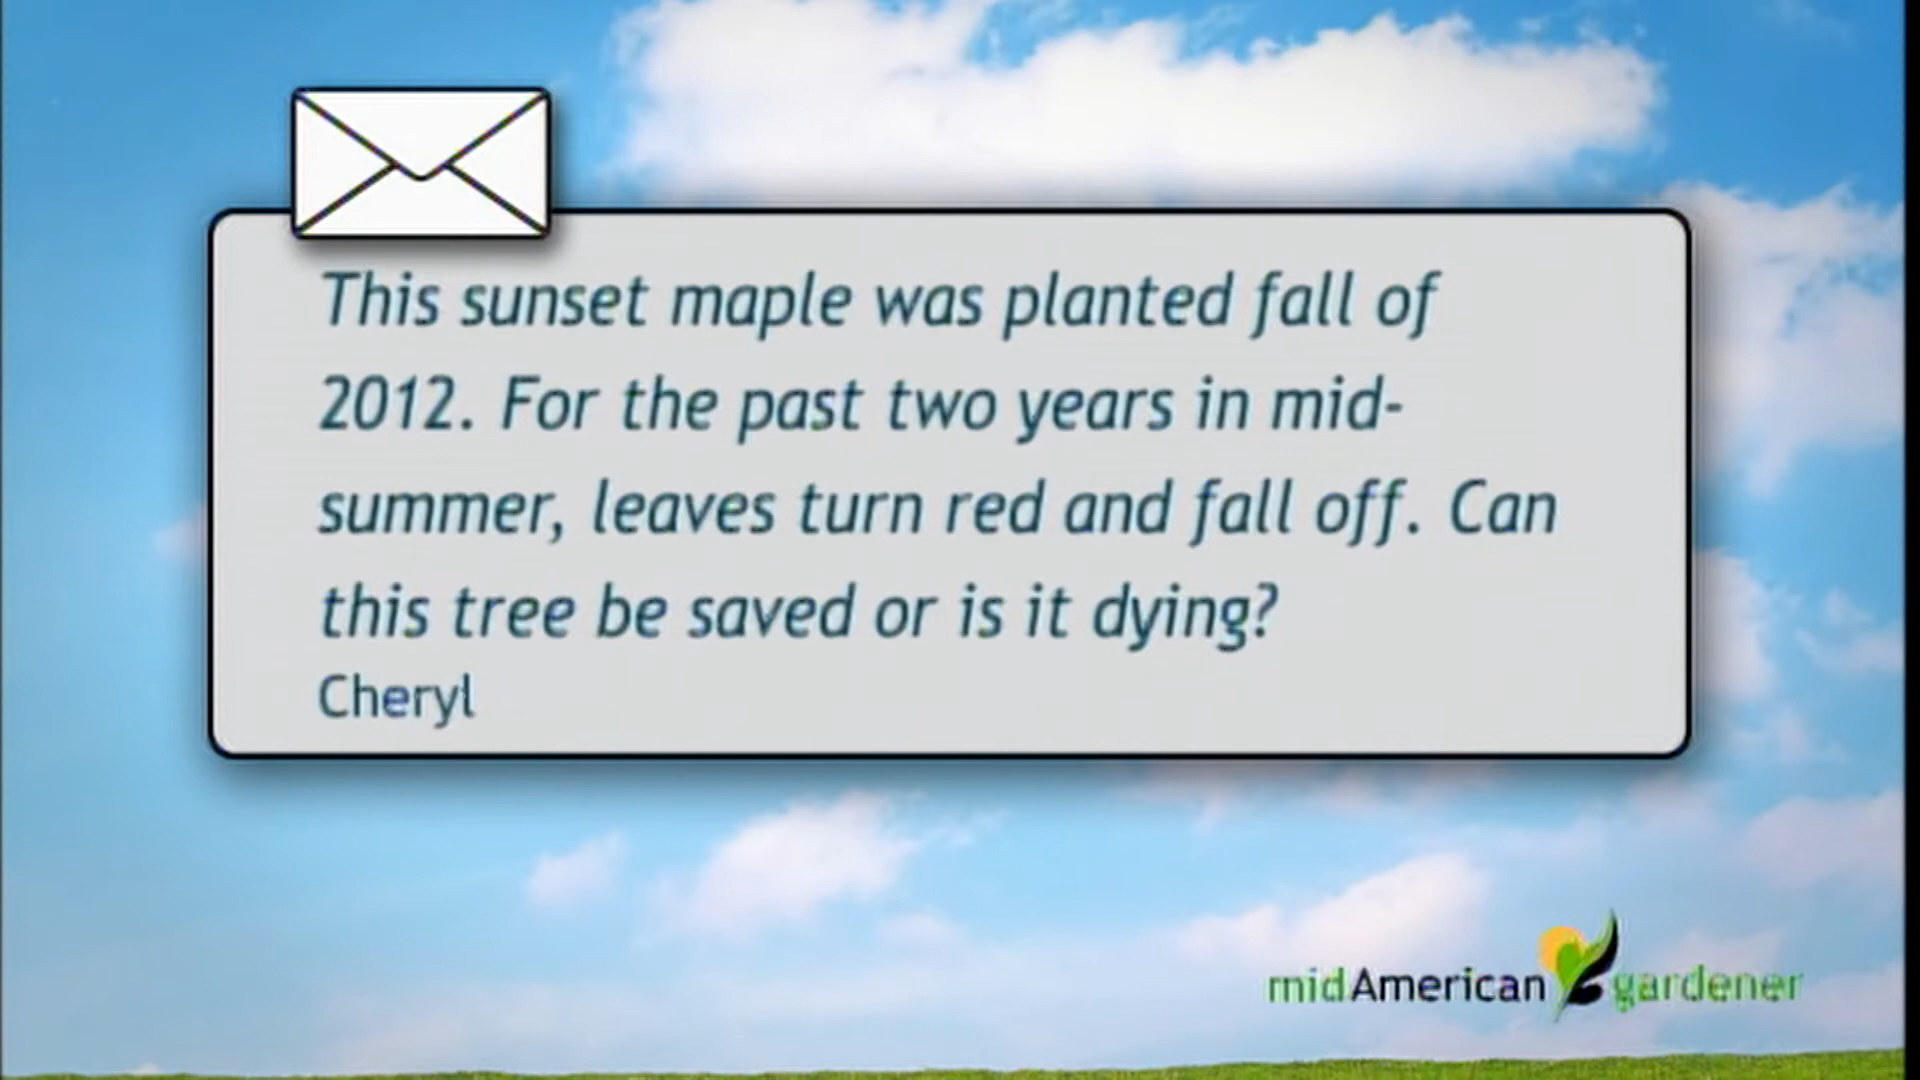 This sunset maple was planted fall of
2012. For the past two years in mid-
summer, leaves turn red and fall off. Can
this tree be saved or is it dying?
Cheryl
midAmerican gardener